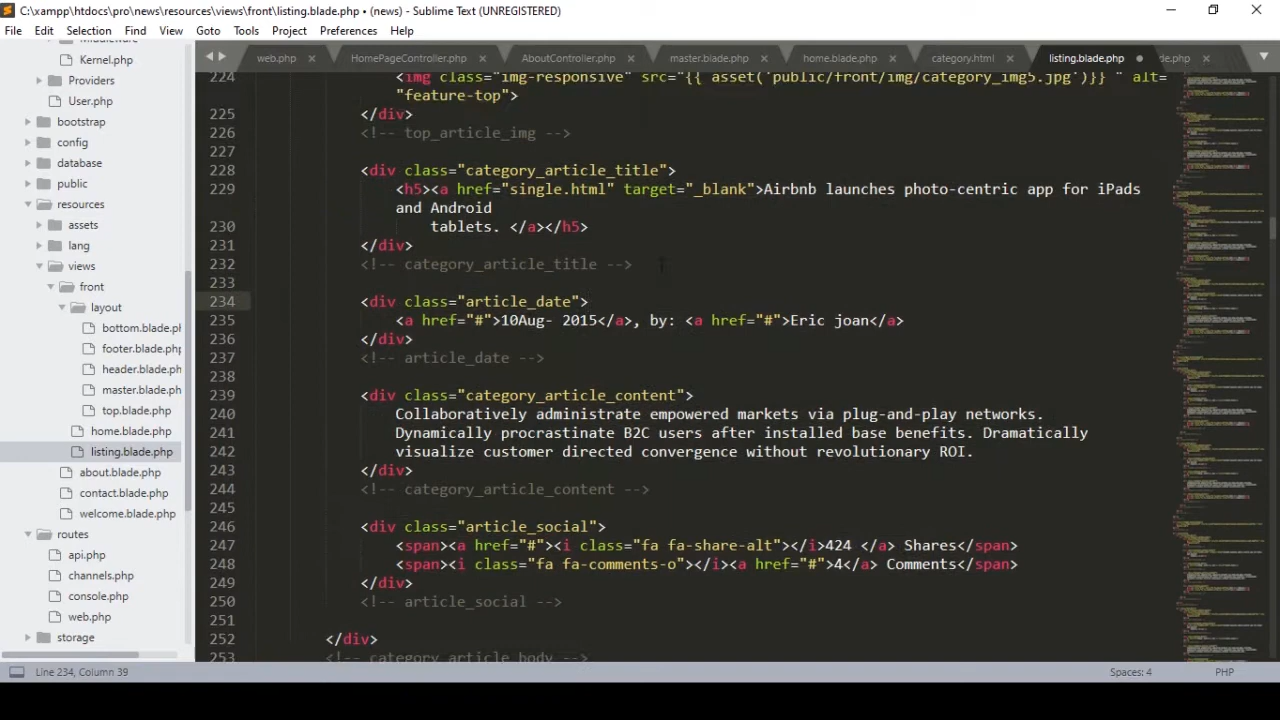 C:\xampp\htdocs\pro\news\resources\views\front\listing.blade.php • (news) - Sublime Text (UNREGISTERED)
File Edit Selection Find View Goto Tools Project Preferences Help
web.php HomePageController.php AboutController.php master.blade.php home.blade.php category.html listing.blade.php de.php
Kernel.php
Providers
User.php
bootstrap
config
database
public
resources
assets
lang
views
front
layout
bottom.blade.ph
footer.blade.php
header.blade.ph
master.blade.ph
top.blade.php
home.blade.php
listing.blade.php
about.blade.php
contact.blade.php
welcome.blade.php
routes
api.php
channels.php
console.php
web.php
storage
224 <img class="img-responsive" src="{{ asset('public/front/img/category_img5.jpg')}} " alt=
"feature-top">
225 </div>
226 <!-- top_article_img -->
227
228 <div class="category_article_title">
229 <h5><a href="single.html" target="_blank">Airbnb launches photo-centric app for iPads
and Android
230 tablets. </a></h5>
231 </div>
232 <!-- category_article_title -->
233
234 <div class="article_date">
235 <a href="#">10Aug- 2015</a>, by: <a href="#">Eric joan</a>
236 </div>
237 <!-- article_date -->
238
239 <div class="category_article_content">
240 Collaboratively administrate empowered markets via plug-and-play networks.
241 Dynamically procrastinate B2C users after installed base benefits. Dramatically
242 visualize customer directed convergence without revolutionary ROI.
243 </div>
244 <!-- category_article_content -->
245
246 <div class="article_social">
247 <span><a href="#"><i class="fa fa-share-alt"></i>424 </a> Shares</span>
248 <span><i class="fa fa-comments-o"></i><a href="#">4</a> Comments</span>
249 </div>
250 <!-- article_social -->
251
252 </div>
253 <!-- category_article_body -->
Line 234, Column 39 Spaces: 4 PHP